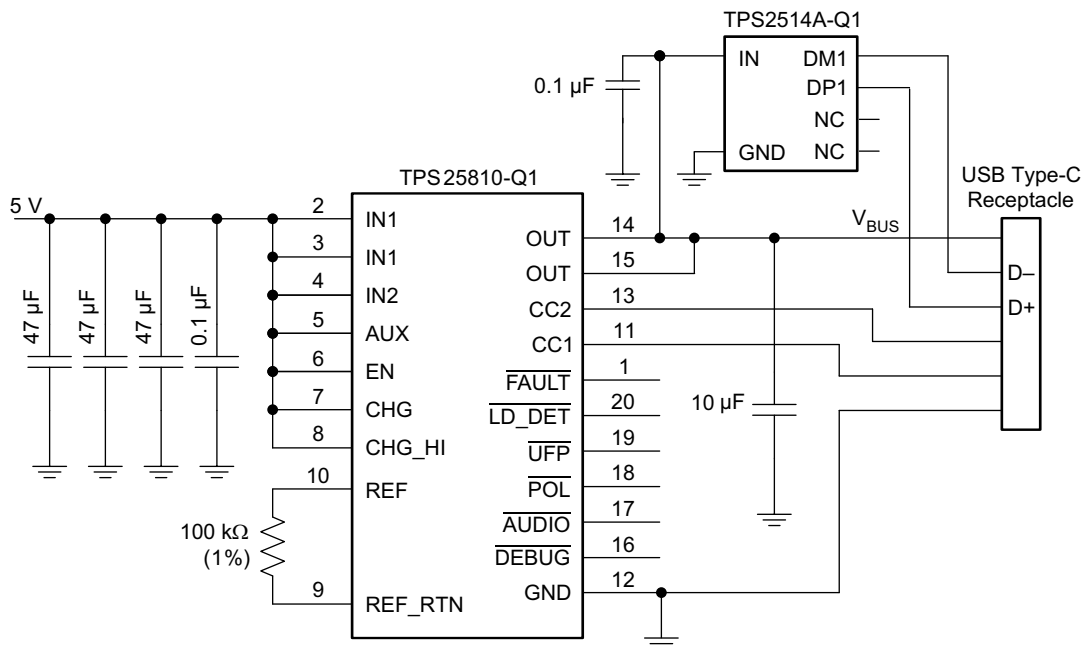 TPS2514A-Q1
IN DM1
0.1 µF
DP1
NC
GND NC
TPS25810-Q1
USB Type-C
Receptacle
5 V
2 IN1
OUT 14
V_BUS
3 IN1
OUT 15
D–
4 IN2
CC2 13
D+
47 µF
47 µF
47 µF
0.1 µF
5 AUX
CC1 11
6 EN
FAULT 1
7 CHG
LD_DET 20
10 µF
8 CHG_HI
UFP 19
10 REF
POL 18
100 kΩ
(1%)
AUDIO 17
DEBUG 16
9 REF_RTN
GND 12